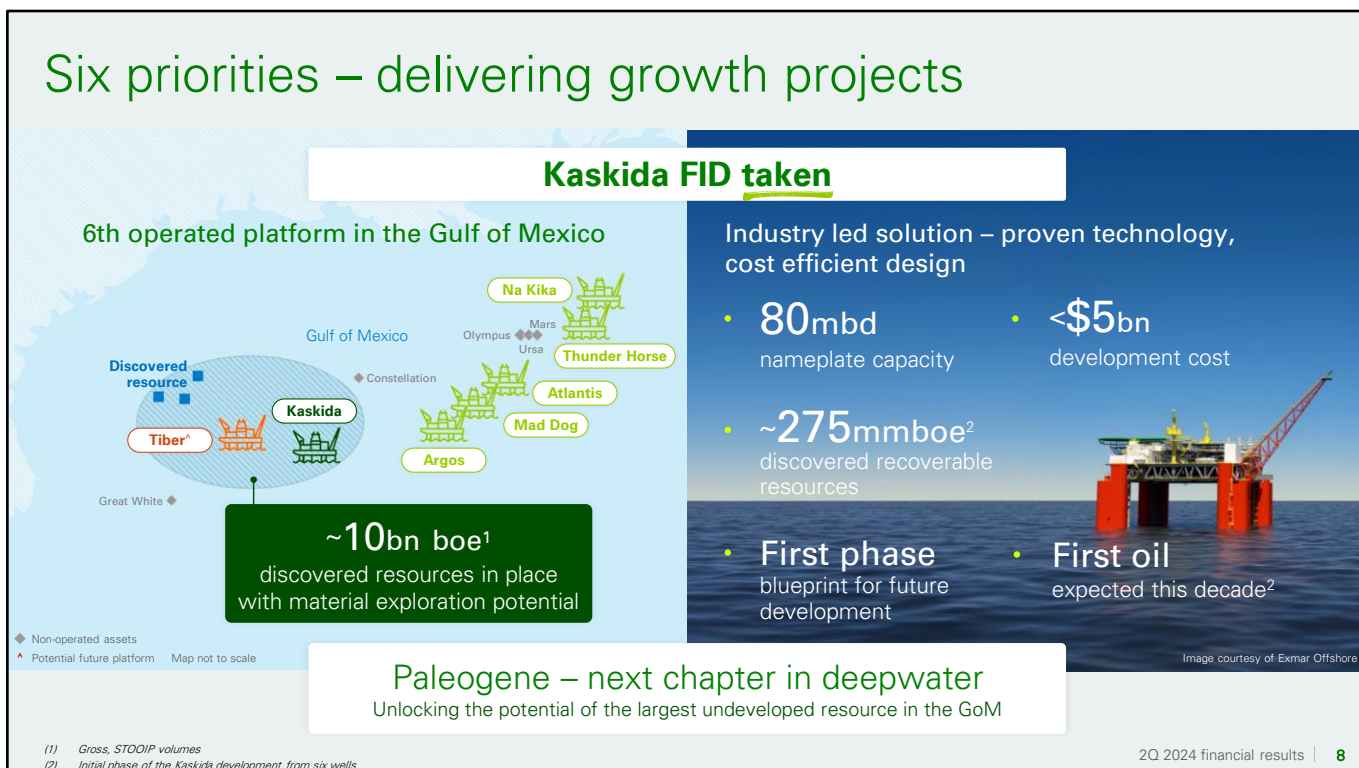 Six priorities – delivering growth projects
Kaskida FID taken
6th operated platform in the Gulf of Mexico
Na Kika
Mars
Olympus
Ursa
Thunder Horse
Gulf of Mexico
Discovered
resource
Constellation
Atlantis
Kaskida
Mad Dog
Tiber^
Argos
Great White
~10bn boe¹
discovered resources in place
with material exploration potential
Non-operated assets
^ Potential future platform Map not to scale
Industry led solution – proven technology,
cost efficient design
• 80mbd
nameplate capacity
• <$5bn
development cost
• ~275mmboe²
discovered recoverable
resources
• First phase
blueprint for future
development
• First oil
expected this decade²
Image courtesy of Exmar Offshore
Paleogene – next chapter in deepwater
Unlocking the potential of the largest undeveloped resource in the GoM
(1) Gross, STOOIP volumes
(2) Initial phase of the Kaskida development from six wells
2Q 2024 financial results | 8